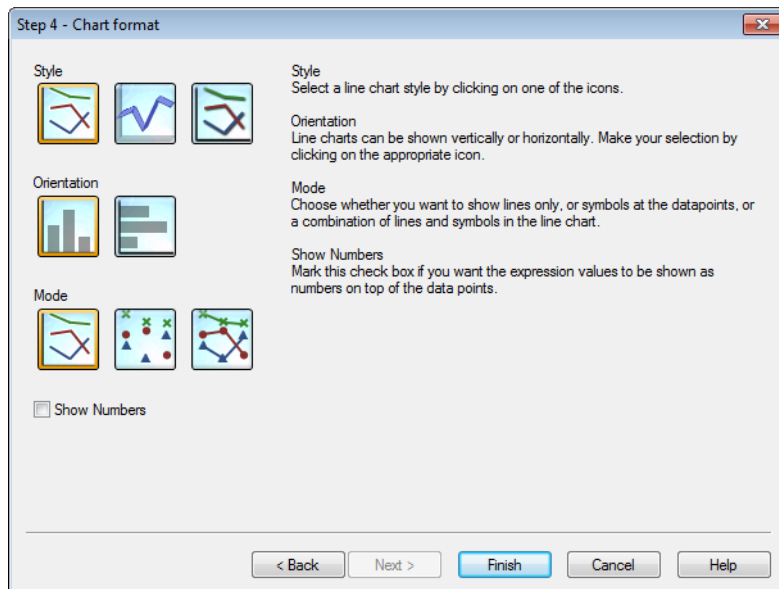 Step 4 - Chart format
Style
Orientation
Mode
Show Numbers
Style
Select a line chart style by clicking on one of the icons.
Orientation
Line charts can be shown vertically or horizontally. Make your selection by
clicking on the appropriate icon.
Mode
Choose whether you want to show lines only, or symbols at the datapoints, or
a combination of lines and symbols in the line chart.
Show Numbers
Mark this check box if you want the expression values to be shown as
numbers on top of the data points.
< Back
Next >
Finish
Cancel
Help